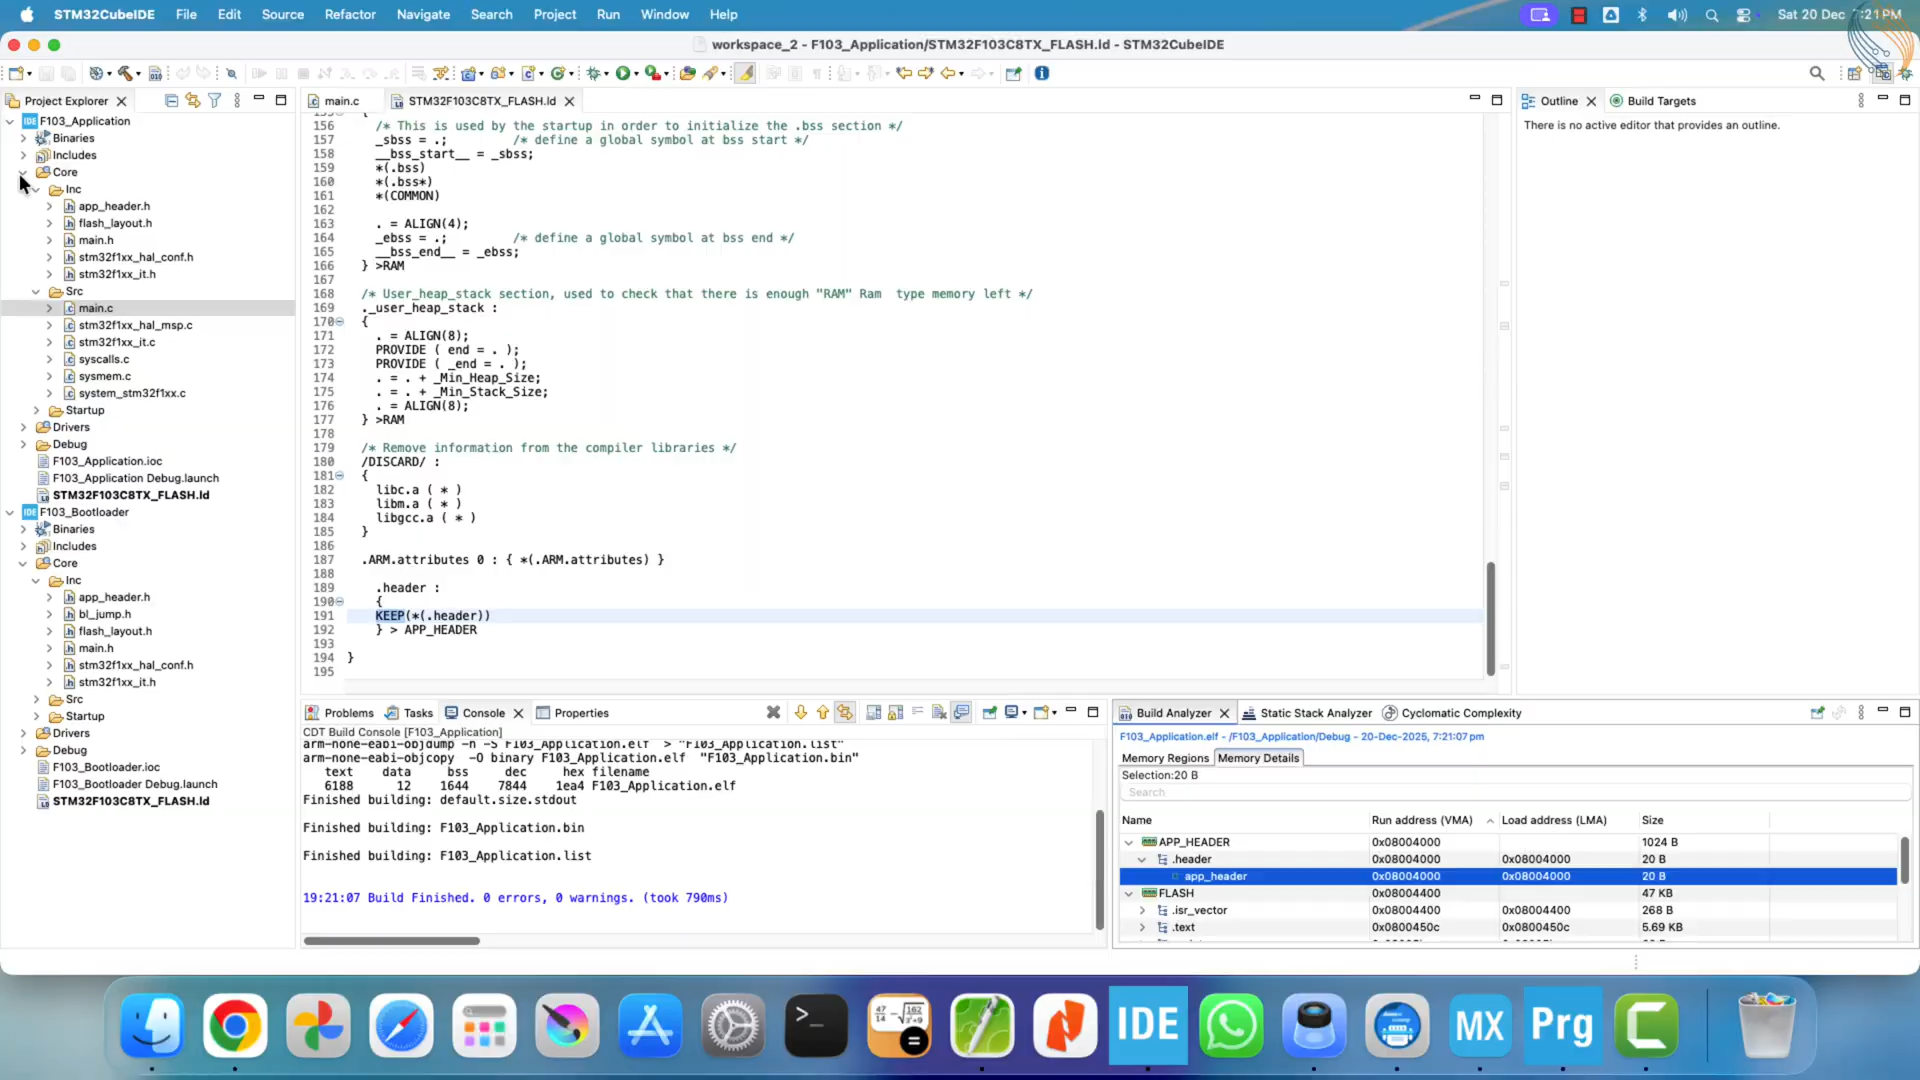 STM32CubeIDE File Edit Source Refactor Navigate Search Project Run Window Help
Sat 20 Dec 7:21 PM
workspace_2 - F103_Application/STM32F103C8TX_FLASH.ld - STM32CubeIDE
Project Explorer
F103_Application
Binaries
Includes
Core
Inc
app_header.h
flash_layout.h
main.h
stm32f1xx_hal_conf.h
stm32f1xx_it.h
Src
main.c
stm32f1xx_hal_msp.c
stm32f1xx_it.c
syscalls.c
sysmem.c
system_stm32f1xx.c
Startup
Drivers
Debug
F103_Application.ioc
F103_Application Debug.launch
STM32F103C8TX_FLASH.ld
IDE F103_Bootloader
Binaries
Includes
Core
Inc
app_header.h
bl_jump.h
flash_layout.h
main.h
stm32f1xx_hal_conf.h
stm32f1xx_it.h
Src
Startup
Drivers
Debug
F103_Bootloader.ioc
F103_Bootloader Debug.launch
STM32F103C8TX_FLASH.ld
main.c STM32F103C8TX_FLASH.ld
156 /* This is used by the startup in order to initialize the .bss section */
157 _sbss = .; /* define a global symbol at bss start */
158 __bss_start__ = _sbss;
159 *(.bss)
160 *(.bss*)
161 *(COMMON)
162
163 . = ALIGN(4);
164 _ebss = .; /* define a global symbol at bss end */
165 __bss_end__ = _ebss;
166 } >RAM
167
168 /* User_heap_stack section, used to check that there is enough "RAM" Ram  type memory left */
169 ._user_heap_stack :
170 {
171 . = ALIGN(8);
172 PROVIDE ( end = . );
173 PROVIDE ( _end = . );
174 . = . + _Min_Heap_Size;
175 . = . + _Min_Stack_Size;
176 . = ALIGN(8);
177 } >RAM
178
179 /* Remove information from the compiler libraries */
180 /DISCARD/ :
181 {
182 libc.a ( * )
183 libm.a ( * )
184 libgcc.a ( * )
185 }
186
187 .ARM.attributes 0 : { *(.ARM.attributes) }
188
189 .header :
190 {
191 KEEP(*(.header))
192 } > APP_HEADER
193
194 }
195
Outline Build Targets
There is no active editor that provides an outline.
Problems Tasks Console Properties
CDT Build Console [F103_Application]
arm-none-eabi-objdump -h -S F103_Application.elf > "F103_Application.list"
arm-none-eabi-objcopy -O binary F103_Application.elf "F103_Application.bin"
text data bss dec hex filename
6188 12 1644 7844 1ea4 F103_Application.elf
Finished building: default.size.stdout
Finished building: F103_Application.bin
Finished building: F103_Application.list
19:21:07 Build Finished. 0 errors, 0 warnings. (took 790ms)
Build Analyzer Static Stack Analyzer Cyclomatic Complexity
F103_Application.elf - /F103_Application/Debug - 20-Dec-2025, 7:21:07 pm
Memory Regions Memory Details
Selection:20 B
Search
Name Run address (VMA) Load address (LMA) Size
APP_HEADER 0x08004000 1024 B
.header 0x08004000 0x08004000 20 B
app_header 0x08004000 0x08004000 20 B
FLASH 0x08004400 47 KB
.isr_vector 0x08004400 0x08004400 268 B
.text 0x0800450c 0x0800450c 5.69 KB
IDE MX Prg